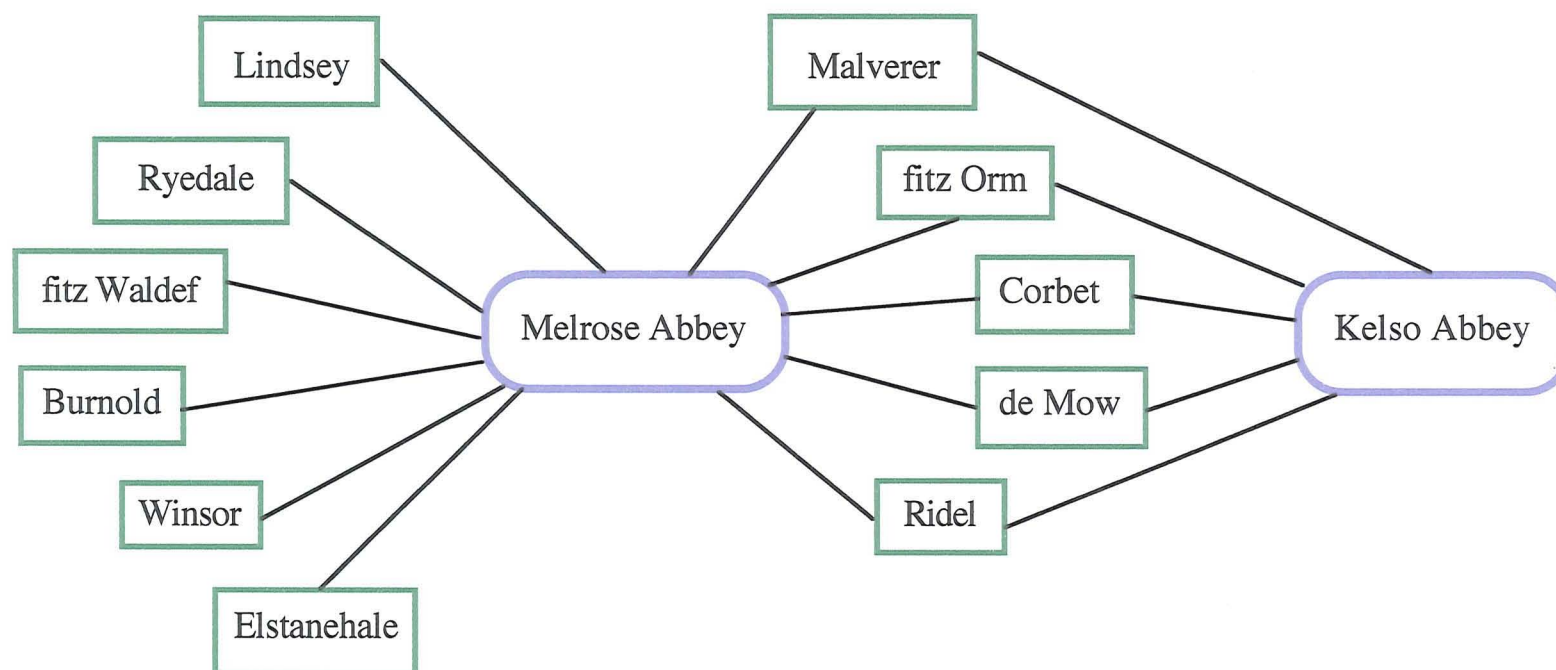 Lindsey
Malverer
Ryedale
fitz Orm
fitz Waldef
Corbet
Melrose Abbey
Kelso Abbey
Burnold
de Mow
Winsor
Ridel
Elstanehale